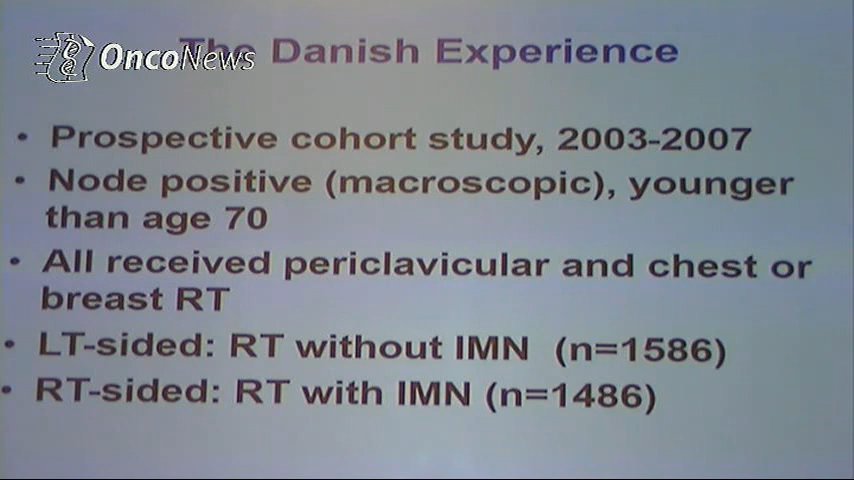 OncoNews
The Danish Experience
• Prospective cohort study, 2003-2007
• Node positive (macroscopic), younger
than age 70
• All received periclavicular and chest or
breast RT
• LT-sided: RT without IMN (n=1586)
• RT-sided: RT with IMN (n=1486)